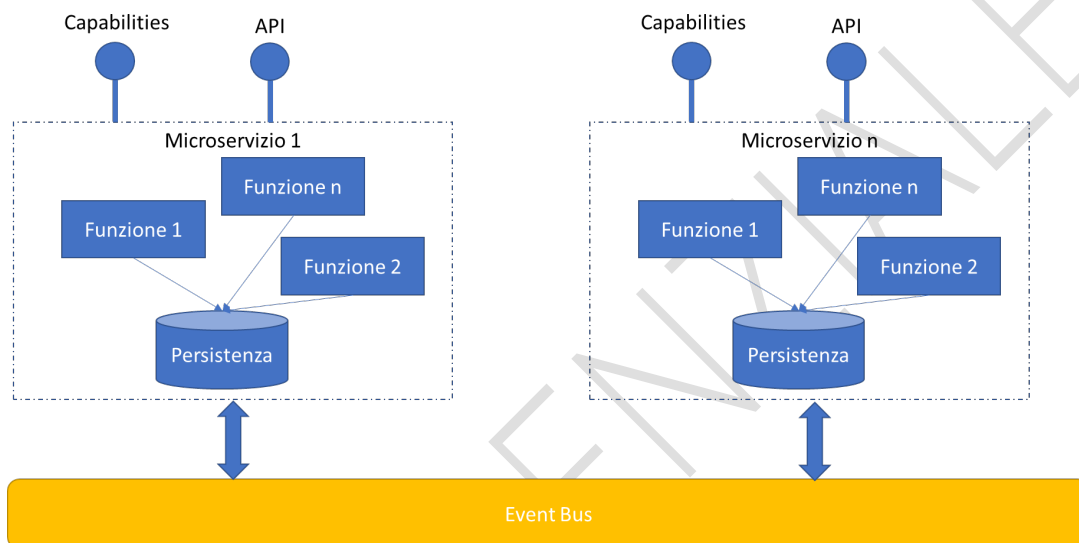 Capabilities
API
Capabilities
API
Microservizio 1
Microservizio n
Funzione n
Funzione n
Funzione 1
Funzione 1
Funzione 2
Funzione 2
Persistenza
Persistenza
Event Bus